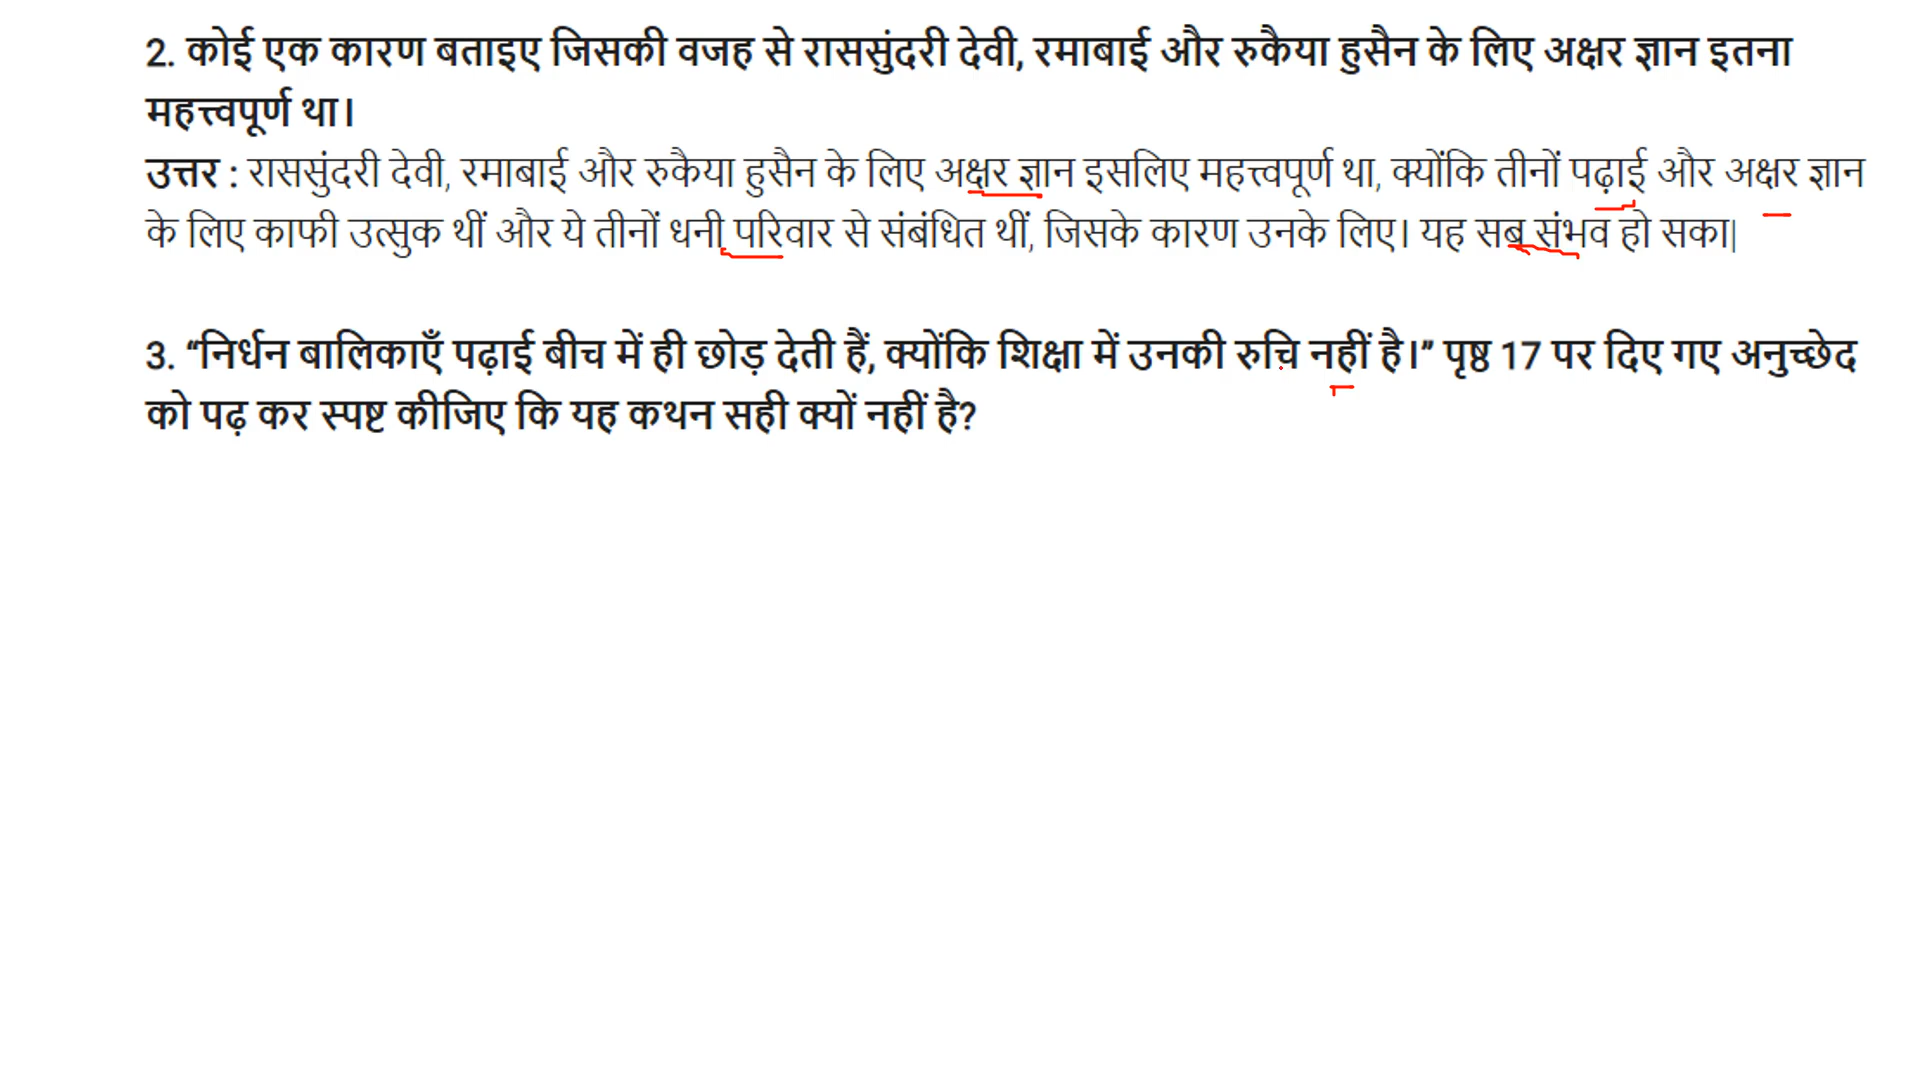 2. कोई एक कारण बताइए जिसकी वजह से राससुंदरी देवी, रमाबाई और रुकैया हुसैन के लिए अक्षर ज्ञान इतना
महत्त्वपूर्ण था।
उत्तर : राससुंदरी देवी, रमाबाई और रुकैया हुसैन के लिए अक्षर ज्ञान इसलिए महत्त्वपूर्ण था, क्योंकि तीनों पढ़ाई और अक्षर ज्ञान
के लिए काफी उत्सुक थीं और ये तीनों धनी परिवार से संबंधित थीं, जिसके कारण उनके लिए। यह सब संभव हो सका|
3. “निर्धन बालिकाएँ पढ़ाई बीच में ही छोड़ देती हैं, क्योंकि शिक्षा में उनकी रुचि नहीं है।” पृष्ठ 17 पर दिए गए अनुच्छेद
को पढ़ कर स्पष्ट कीजिए कि यह कथन सही क्यों नहीं है?